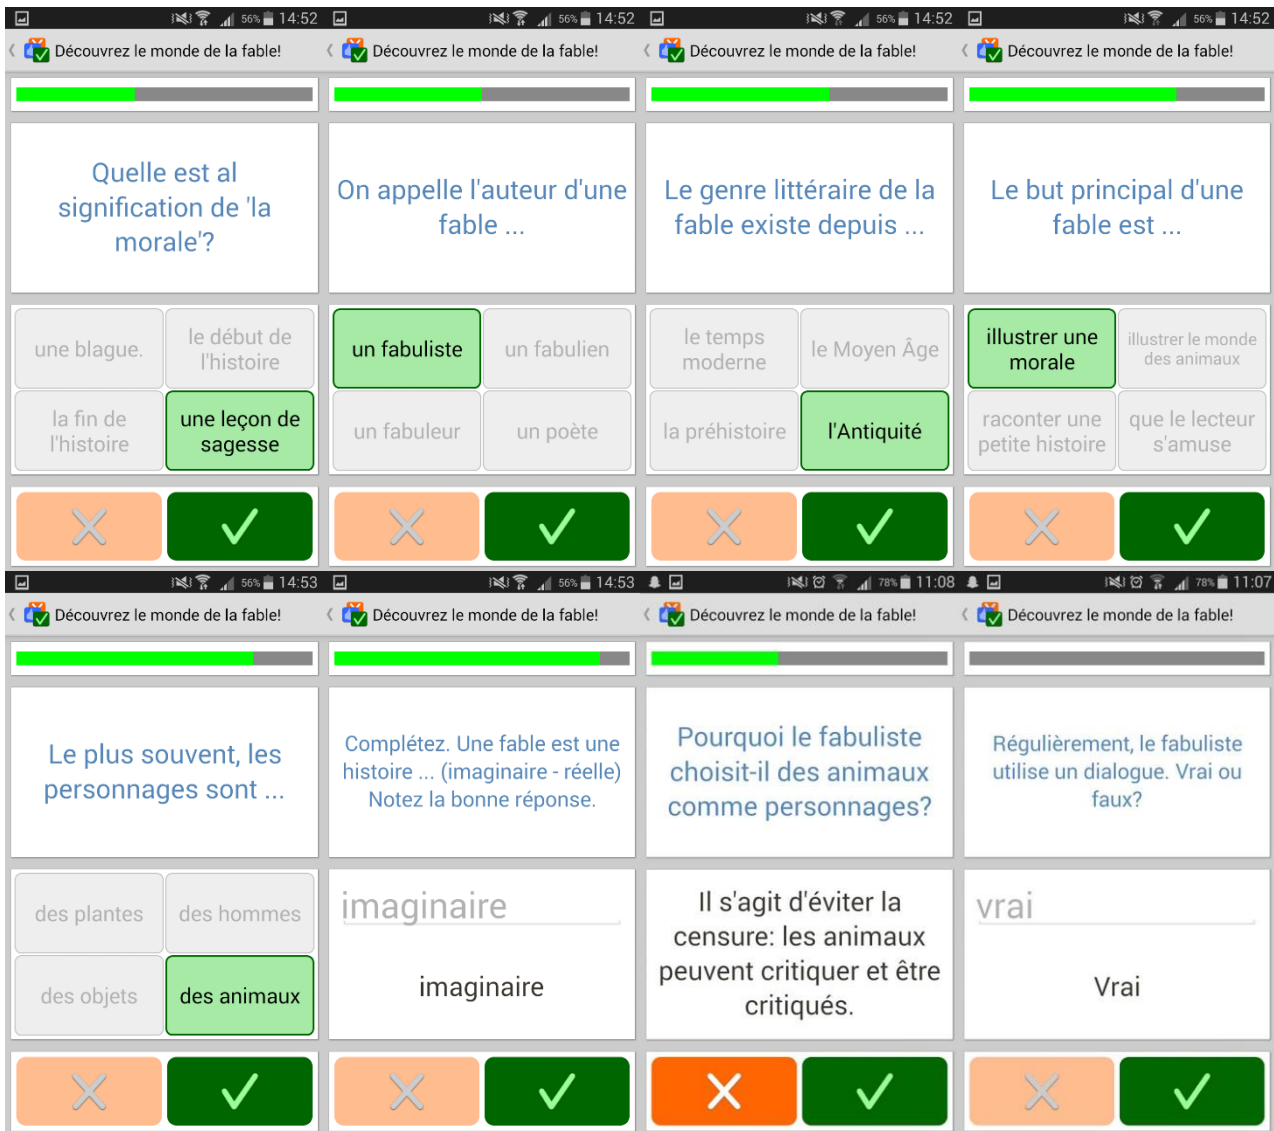 56% 14:52
Découvrez le monde de la fable!
Quelle est al
signification de 'la
morale'?
une blague.
le début de
l'histoire
la fin de
l'histoire
une leçon de
sagesse
56% 14:52
Découvrez le monde de la fable!
On appelle l'auteur d'une
fable ...
un fabuliste
un fabulien
un fabuleur
un poète
56% 14:52
Découvrez le monde de la fable!
Le genre littéraire de la
fable existe depuis ...
le temps
moderne
le Moyen Âge
la préhistoire
l'Antiquité
56% 14:52
Découvrez le monde de la fable!
Le but principal d'une
fable est ...
illustrer une
morale
illustrer le monde
des animaux
raconter une
petite histoire
que le lecteur
s'amuse
56% 14:53
Découvrez le monde de la fable!
Le plus souvent, les
personnages sont ...
des plantes
des hommes
des objets
des animaux
56% 14:53
Découvrez le monde de la fable!
Complétez. Une fable est une
histoire ... (imaginaire - réelle)
Notez la bonne réponse.
imaginaire
imaginaire
78% 11:08
Découvrez le monde de la fable!
Pourquoi le fabuliste
choisit-il des animaux
comme personnages?
Il s'agit d'éviter la
censure: les animaux
peuvent critiquer et être
critiqués.
78% 11:07
Découvrez le monde de la fable!
Régulièrement, le fabuliste
utilise un dialogue. Vrai ou
faux?
vrai
Vrai